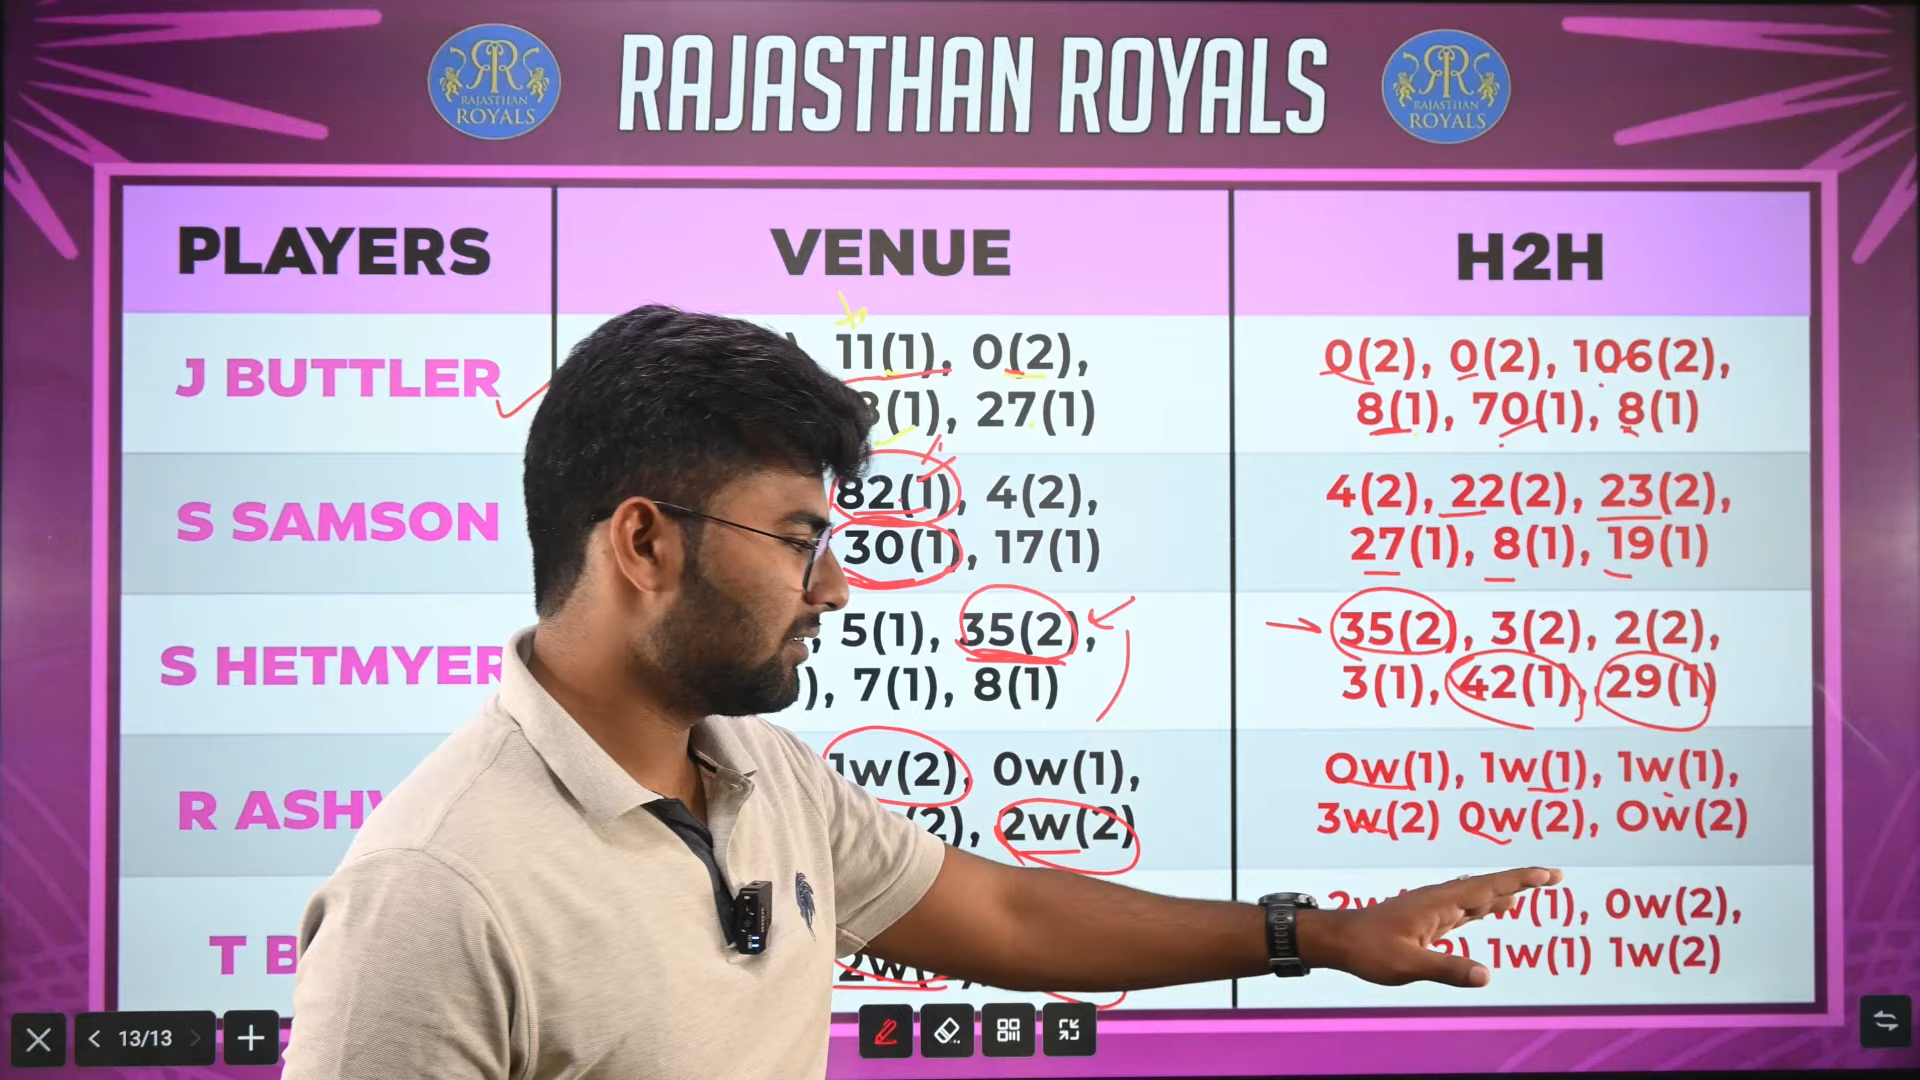 RAJASTHAN
ROYALS
RAJASTHAN ROYALS
RAJASTHAN
ROYALS
PLAYERS
VENUE
H2H
J BUTTLER
11(1), 0(2),
(1), 27(1)
0(2), 0(2), 106(2),
8(1), 70(1), 8(1)
S SAMSON
82(1), 4(2),
30(1), 17(1)
4(2), 22(2), 23(2),
27(1), 8(1), 19(1)
S HETMYER
, 5(1), 35(2),
), 7(1), 8(1)
35(2), 3(2), 2(2),
3(1), 42(1), 29(1)
R ASH
1w(2), 0w(1),
(2), 2w(2)
0w(1), 1w(1), 1w(1),
3w(2) 0w(2), 0w(2)
T B
2w(
w(1), 0w(2),
1w(1) 1w(2)
13/13